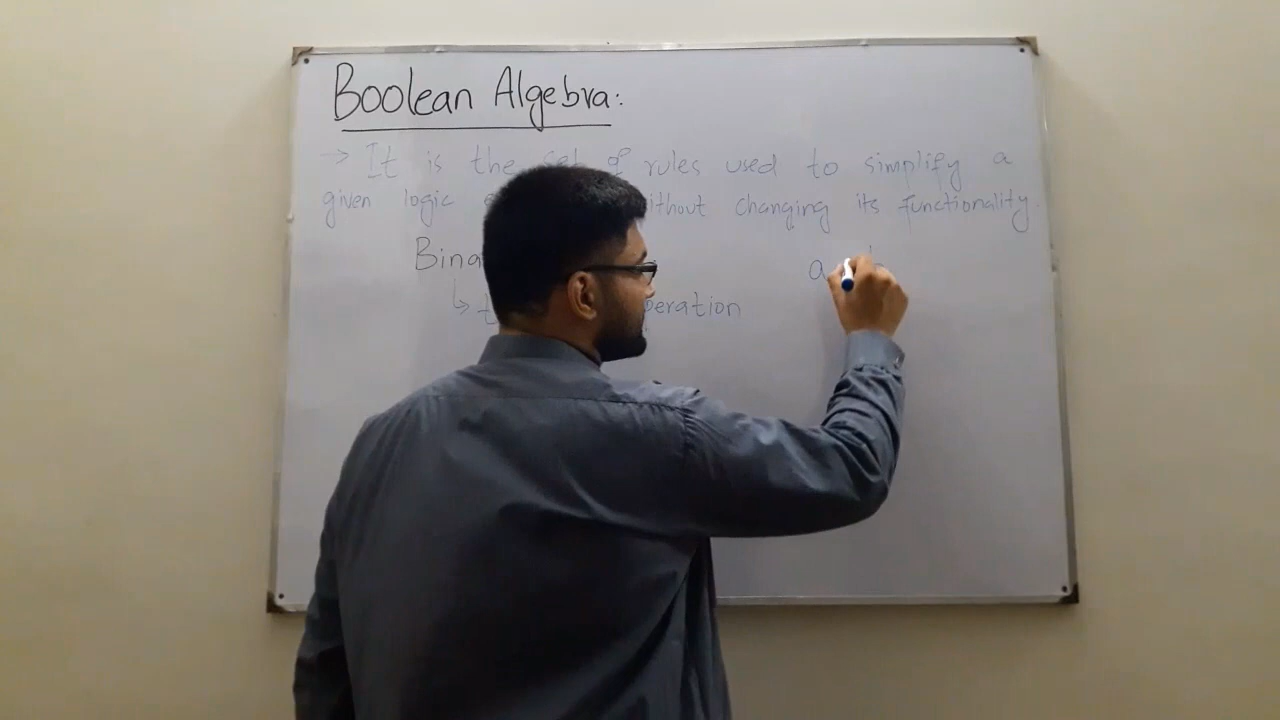 Boolean Algebra:
→ It is the set of rules used to simplify a
given logic without changing its functionality.
Bina
↳ t peration
a b